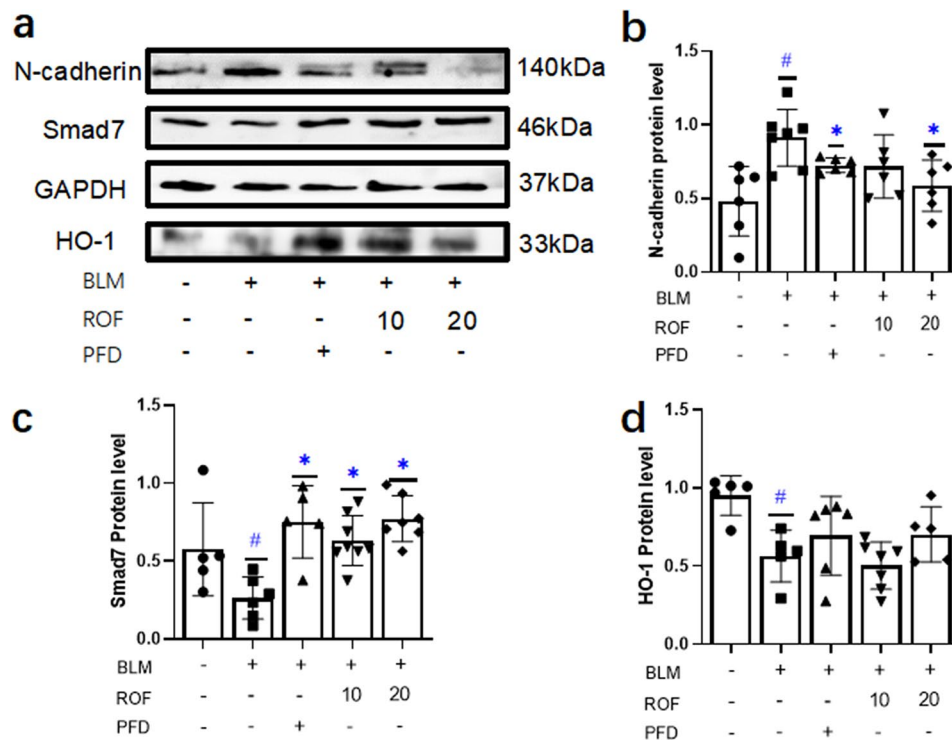 a
N-cadherin 140kDa
Smad7 46kDa
GAPDH 37kDa
HO-1 33kDa
BLM - + + + +
ROF - - - 10 20
PFD - - + - -
b
N-cadherin protein level
1.5
1.0
0.5
0.0
# * *
BLM - + + + +
ROF - - - 10 20
PFD - - + - -
c
Smad7 Protein level
1.5
1.0
0.5
0.0
# * * *
BLM - + + + +
ROF - - - 10 20
PFD - - + - -
d
HO-1 Protein level
1.5
1.0
0.5
0.0
#
BLM - + + + +
ROF - - - 10 20
PFD - - + - -